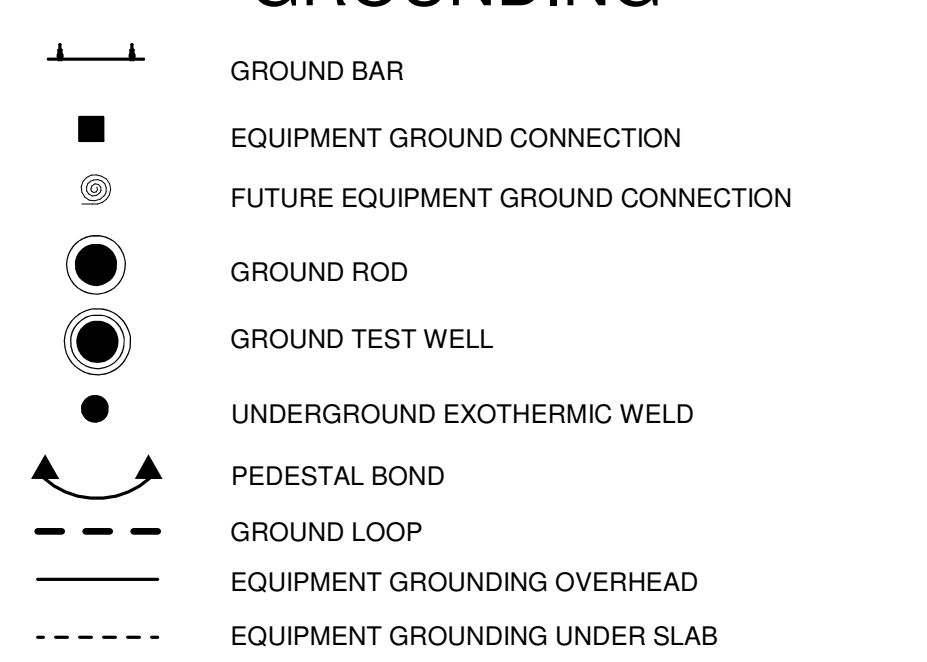 GROUNDING
GROUND BAR
EQUIPMENT GROUND CONNECTION
FUTURE EQUIPMENT GROUND CONNECTION
GROUND ROD
GROUND TEST WELL
UNDERGROUND EXOTHERMIC WELD
PEDESTAL BOND
GROUND LOOP
EQUIPMENT GROUNDING OVERHEAD
EQUIPMENT GROUNDING UNDER SLAB